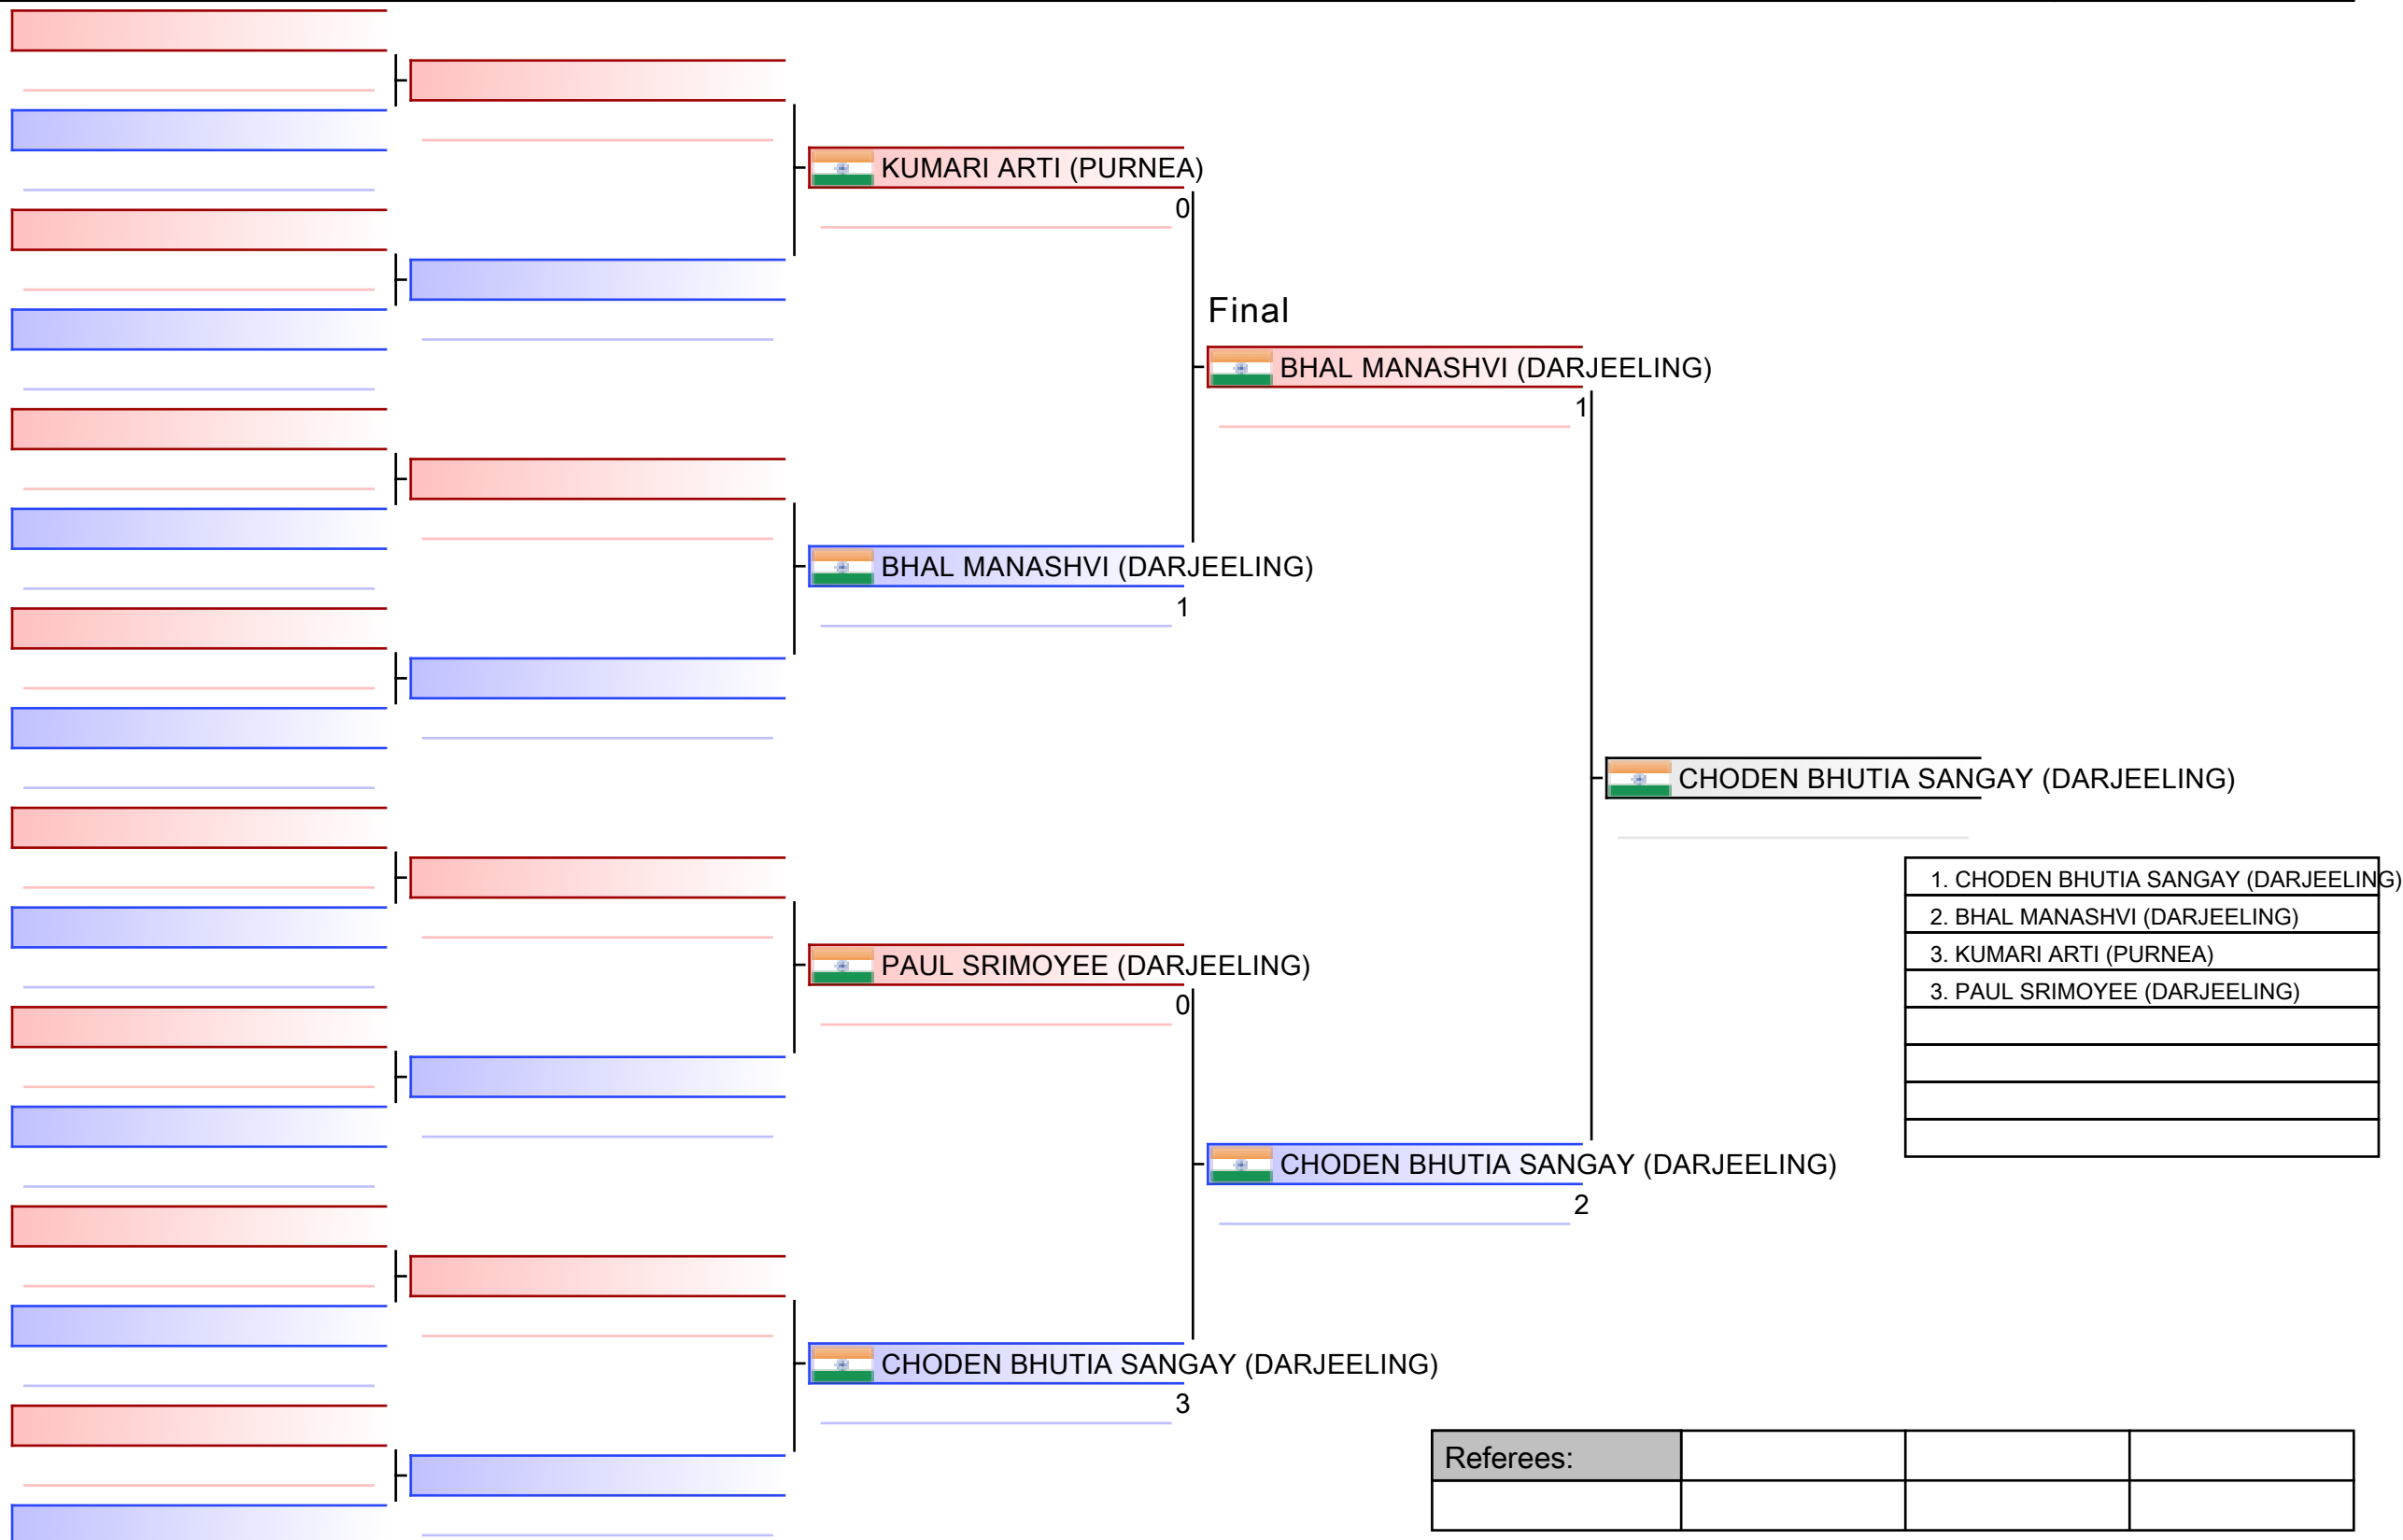 KUMARI ARTI (PURNEA)
0
Final
BHAL MANASHVI (DARJEELING)
1
BHAL MANASHVI (DARJEELING)
1
CHODEN BHUTIA SANGAY (DARJEELING)
1. CHODEN BHUTIA SANGAY (DARJEELING)
2. BHAL MANASHVI (DARJEELING)
3. KUMARI ARTI (PURNEA)
3. PAUL SRIMOYEE (DARJEELING)
PAUL SRIMOYEE (DARJEELING)
0
CHODEN BHUTIA SANGAY (DARJEELING)
2
CHODEN BHUTIA SANGAY (DARJEELING)
3
Referees: